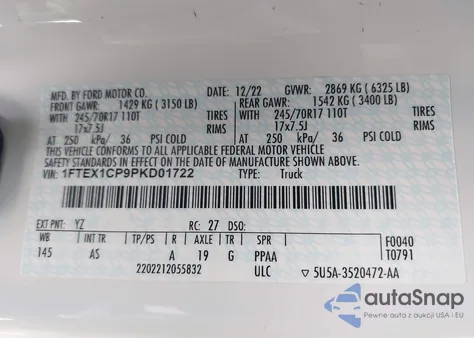 MFD. BY FORD MOTOR CO.
DATE: 12/22 GVWR: 2869 KG ( 6325 LB)
FRONT GAWR: 1429 KG ( 3150 LB) REAR GAWR: 1542 KG ( 3400 LB)
WITH 245/70R17 110T TIRES WITH 245/70R17 110T TIRES
17x7.5J RIMS 17x7.5J RIMS
AT 250 kPa/ 36 PSI COLD AT 250 kPa/ 36 PSI COLD
THIS VEHICLE CONFORMS TO ALL APPLICABLE FEDERAL MOTOR VEHICLE
SAFETY STANDARDS IN EFFECT ON THE DATE OF MANUFACTURE SHOWN ABOVE.
VIN: 1FTEX1CP9PKD01722 TYPE: Truck
EXT PNT: YZ RC: 27 DSO: F0040
WB INT TR TP/PS R AXLE TR SPR T0791
145 AS A 19 G PPAA
2202212055832 ULC ▽ 5U5A-3520472-AA
autoSnap
Pewne auta z aukcji USA i EU